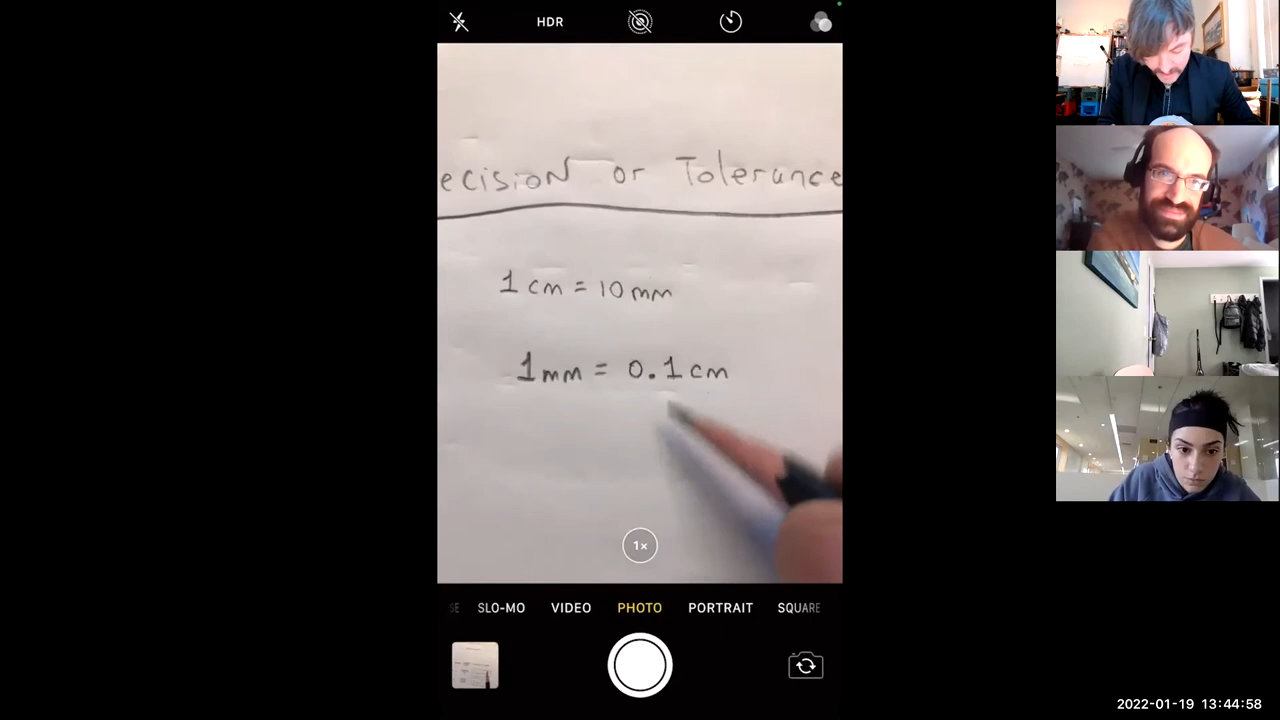 HDR
ecision or Tolerance
1 cm = 10 mm
1 mm = 0.1 cm
1×
SE SLO-MO VIDEO PHOTO PORTRAIT SQUARE
2022-01-19 13:44:58